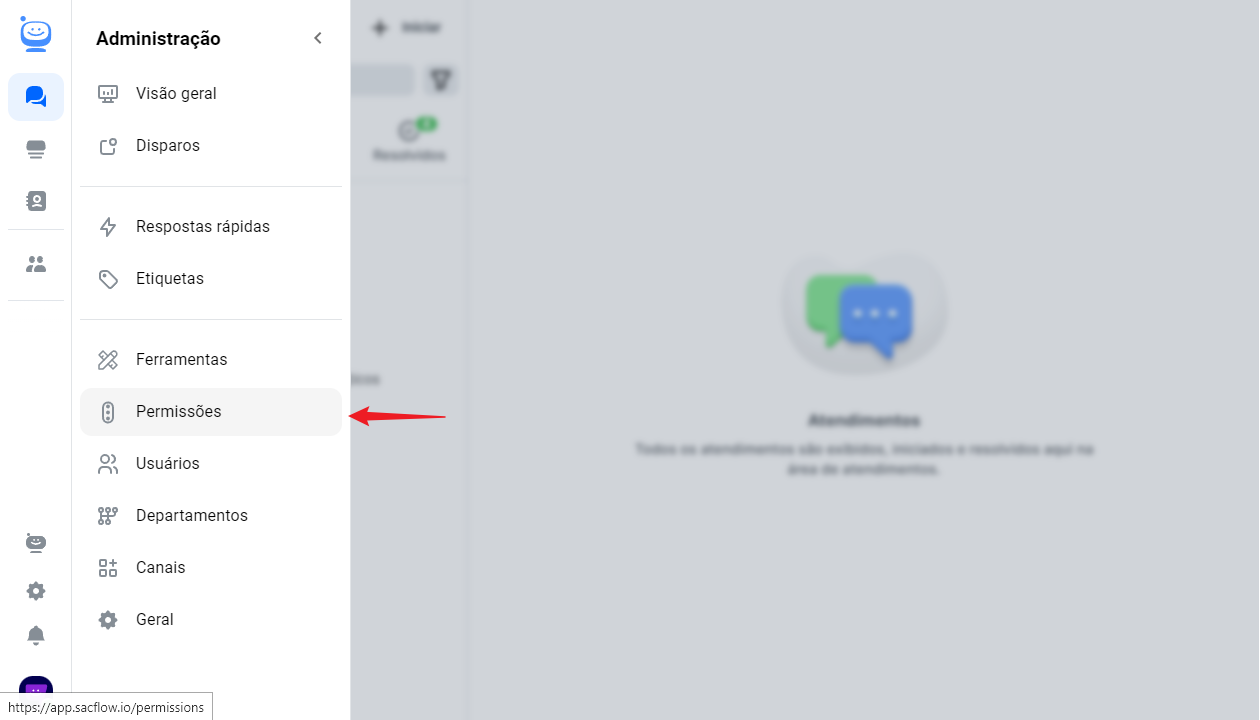 Administração
Visão geral
Disparos
Respostas rápidas
Etiquetas
Ferramentas
Permissões
Usuários
Departamentos
Canais
Geral
Iniciar
Resolvidos
Atendimentos
Todos os atendimentos são exibidos, iniciados e resolvidos aqui na
área de atendimentos.
https://app.sacflow.io/permissions